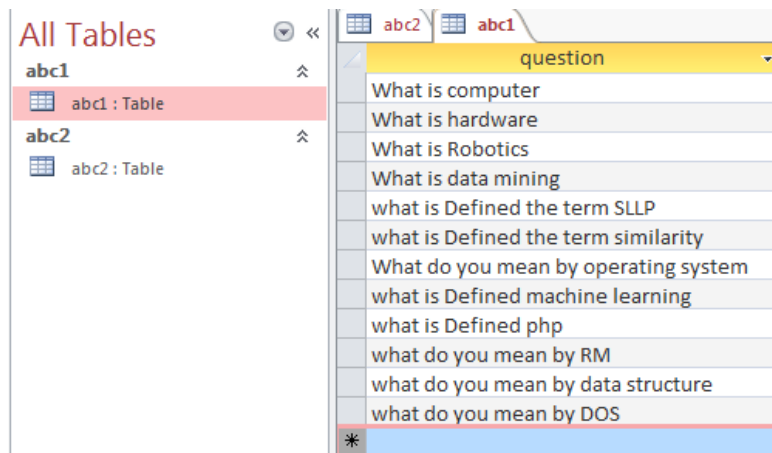 All Tables
abc1
abc1 : Table
abc2
abc2 : Table
abc2 abc1
question
What is computer
What is hardware
What is Robotics
What is data mining
what is Defined the term SLLP
what is Defined the term similarity
What do you mean by operating system
what is Defined machine learning
what is Defined php
what do you mean by RM
what do you mean by data structure
what do you mean by DOS